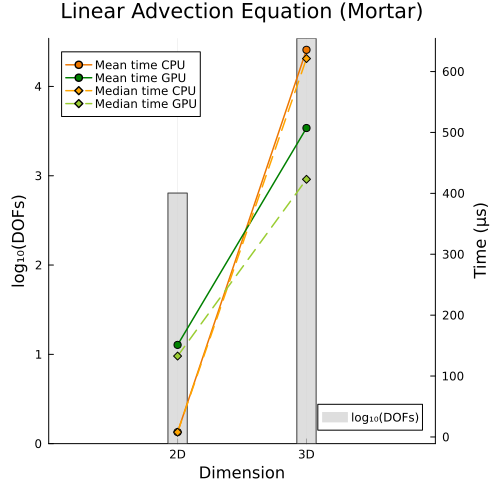 Linear Advection Equation (Mortar)
Mean time CPU
Mean time GPU
Median time CPU
Median time GPU
log₁₀(DOFs)
4
3
2
1
0
600
500
400
300
200
100
0
Time (μs)
log₁₀(DOFs)
2D
3D
Dimension